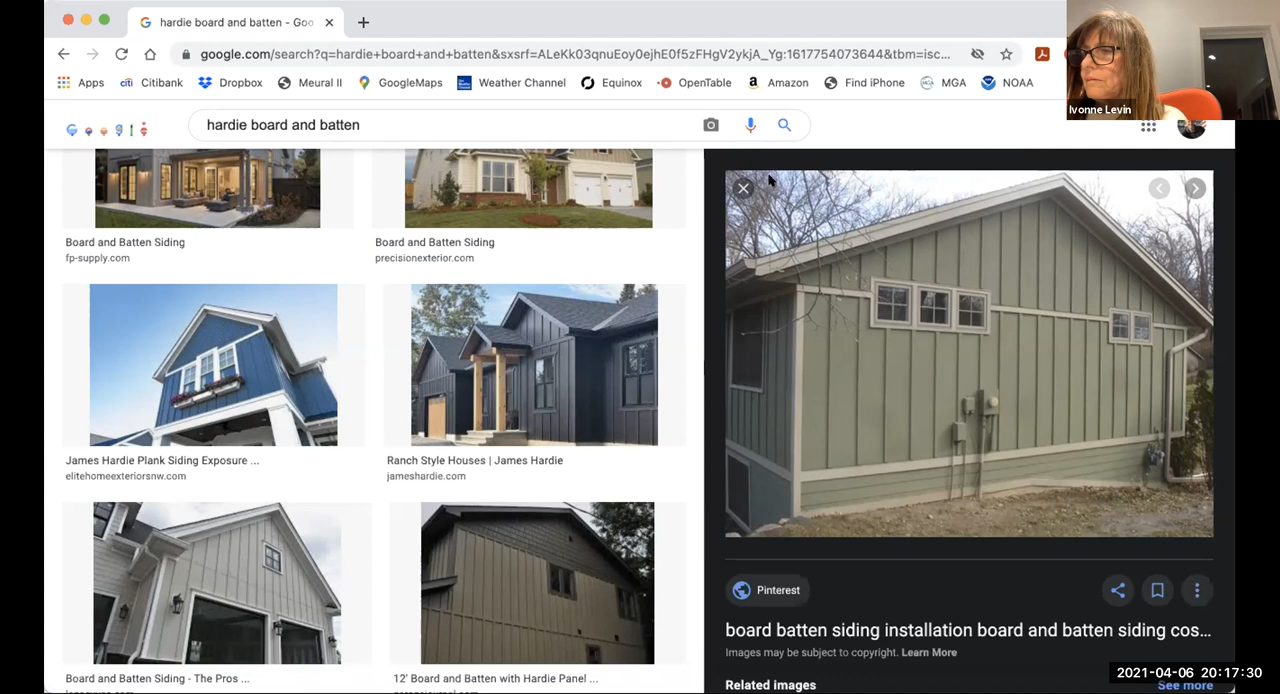 hardie board and batten - Goo
google.com/search?q=hardie+board+and+batten&sxsrf=ALeKk03qnuEoy0ejhE0f5zFHgV2ykjA_Yg:1617754073644&tbm=isc...
Apps citi Citibank Dropbox Meural II GoogleMaps Weather Channel Equinox OpenTable Amazon Find iPhone MGA NOAA
Ivonne Levin
hardie board and batten
Board and Batten Siding
fp-supply.com
Board and Batten Siding
precisionexterior.com
James Hardie Plank Siding Exposure ...
elitehomeexteriorsnw.com
Ranch Style Houses | James Hardie
jameshardie.com
Board and Batten Siding - The Pros ...
12' Board and Batten with Hardie Panel ...
Pinterest
board batten siding installation board and batten siding cos...
Images may be subject to copyright. Learn More
Related images
See more
2021-04-06 20:17:30